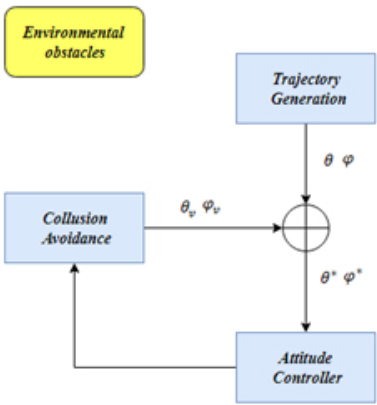 Environmental
obstacles
Trajectory
Generation
θ φ
Collusion
Avoidance
θᵥ φᵥ
θ* φ*
Attitude
Controller